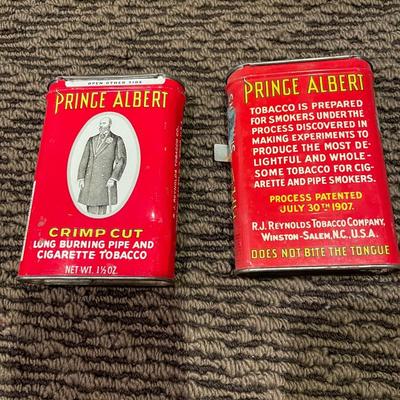 OPEN OTHER SIDE
PRINCE ALBERT
CRIMP CUT
LONG BURNING PIPE AND
CIGARETTE TOBACCO
NET WT. 1½ OZ.
R. J. REYNOLDS TOBACCO CO.
PRINCE ALBERT
TOBACCO IS PREPARED
FOR SMOKERS UNDER THE
PROCESS DISCOVERED IN
MAKING EXPERIMENTS TO
PRODUCE THE MOST DE-
LIGHTFUL AND WHOLE-
SOME TOBACCO FOR CIG-
ARETTE AND PIPE SMOKERS.
PROCESS PATENTED
JULY 30TH 1907.
R.J. REYNOLDS TOBACCO COMPANY,
WINSTON-SALEM, N.C., U.S.A.
DOES NOT BITE THE TONGUE